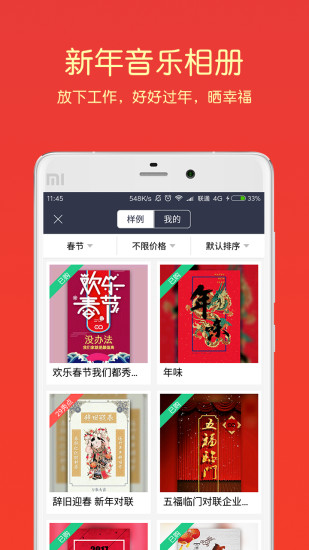 新年音乐相册
放下工作，好好过年，晒幸福
MI
11:45
548K/s
联通 4G
33%
样例
我的
春节
不限价格
默认排序
已购
欢乐春节
没办法
已购
年味
欢乐春节我们都秀...
年味
29秀点
辞旧迎春
已购
五福临门
辞旧迎春 新年对联
五福临门对联企业...
已购
2017
已购